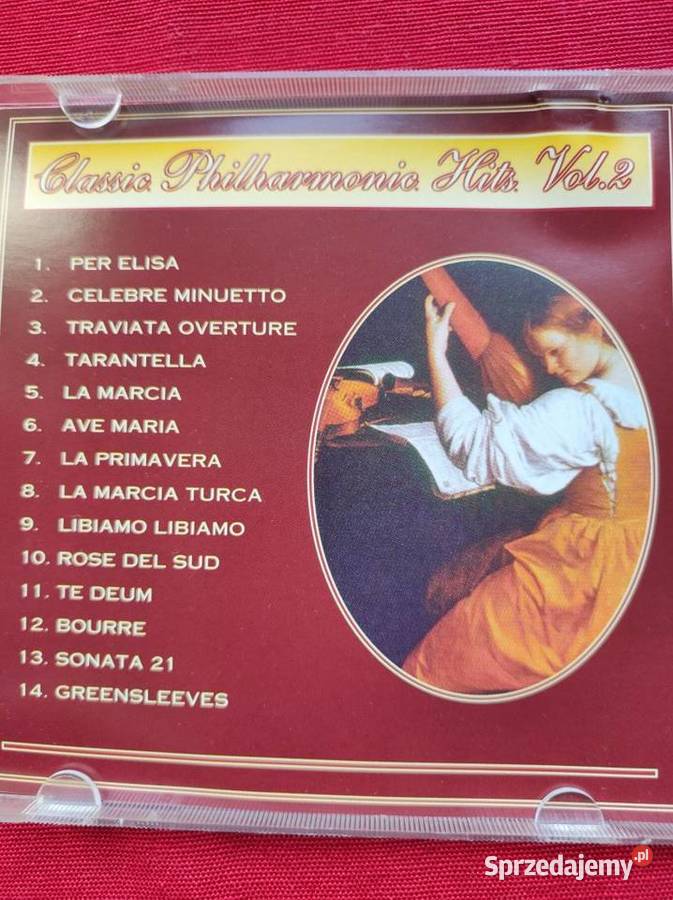 Classic Philharmonic Hits Vol.2
1. PER ELISA
2. CELEBRE MINUETTO
3. TRAVIATA OVERTURE
4. TARANTELLA
5. LA MARCIA
6. AVE MARIA
7. LA PRIMAVERA
8. LA MARCIA TURCA
9. LIBIAMO LIBIAMO
10. ROSE DEL SUD
11. TE DEUM
12. BOURRE
13. SONATA 21
14. GREENSLEEVES
Sprzedajemy.pl